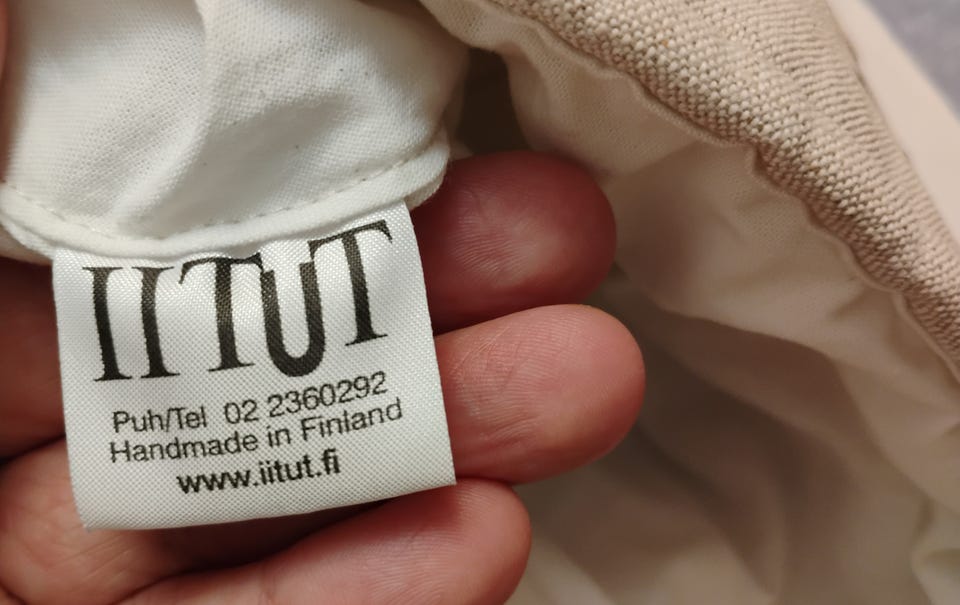 IITUT
Puh/Tel 02 2360292
Handmade in Finland
www.iitut.fi